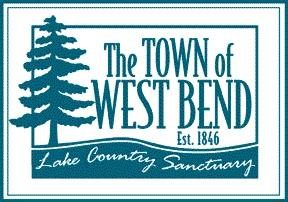 The TOWN of
WEST BEND
Est. 1846
Lake Country Sanctuary